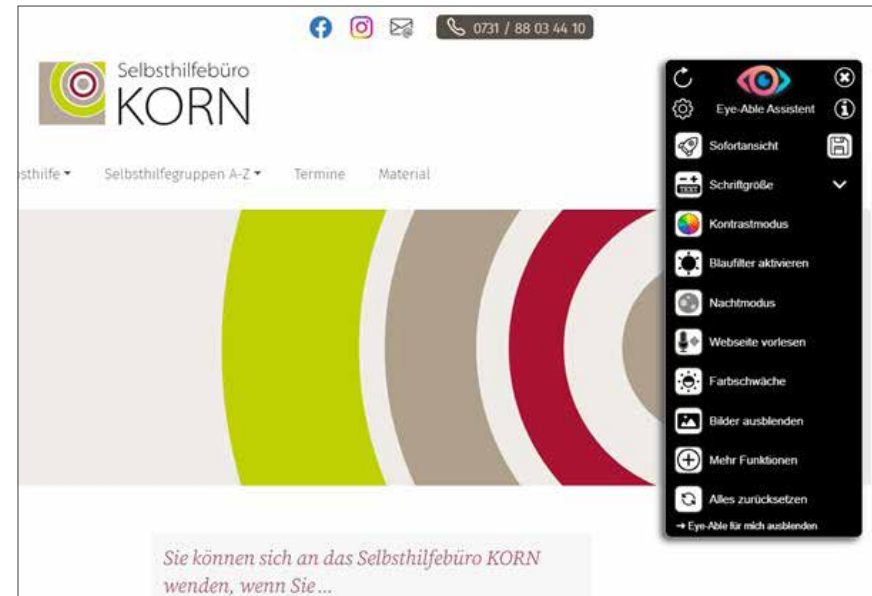 0731 / 88 03 44 10
Selbsthilfebüro
KORN
sthilfe
Selbsthilfegruppen A-Z
Termine
Material
Eye-Able Assistent
Sofortansicht
TEXT
Schriftgröße
Kontrastmodus
Blaufilter aktivieren
Nachtmodus
Webseite vorlesen
Farbschwäche
Bilder ausblenden
Mehr Funktionen
Alles zurücksetzen
→ Eye-Able für mich ausblenden
Sie können sich an das Selbsthilfebüro KORN
wenden, wenn Sie ...